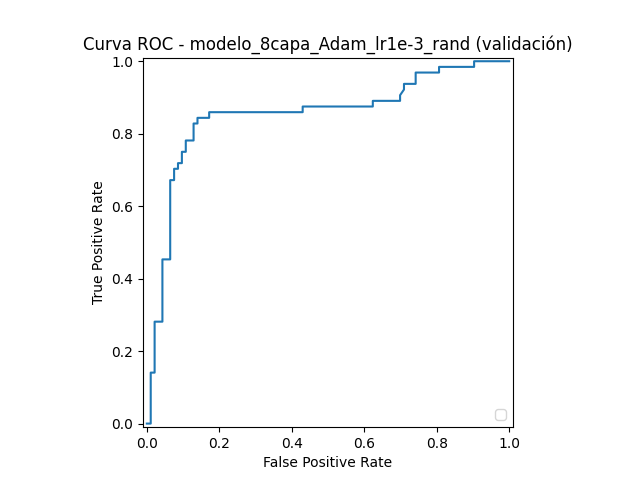 Curva ROC - modelo_8capa_Adam_lr1e-3_rand (validación)
1.0
0.8
0.6
0.4
0.2
0.0
True Positive Rate
0.0 0.2 0.4 0.6 0.8 1.0
False Positive Rate